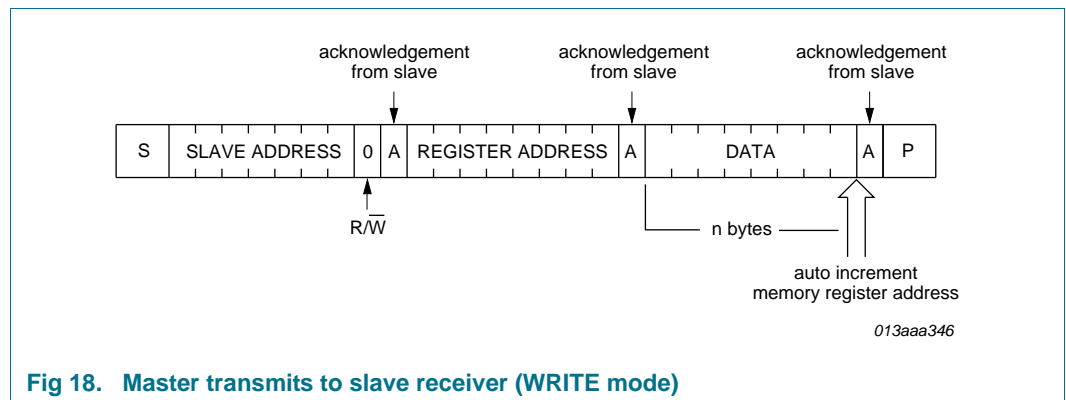 acknowledgement
from slave
acknowledgement
from slave
acknowledgement
from slave
S SLAVE ADDRESS 0 A REGISTER ADDRESS A DATA A P
R/W̅
n bytes
auto increment
memory register address
013aaa346
Fig 18. Master transmits to slave receiver (WRITE mode)